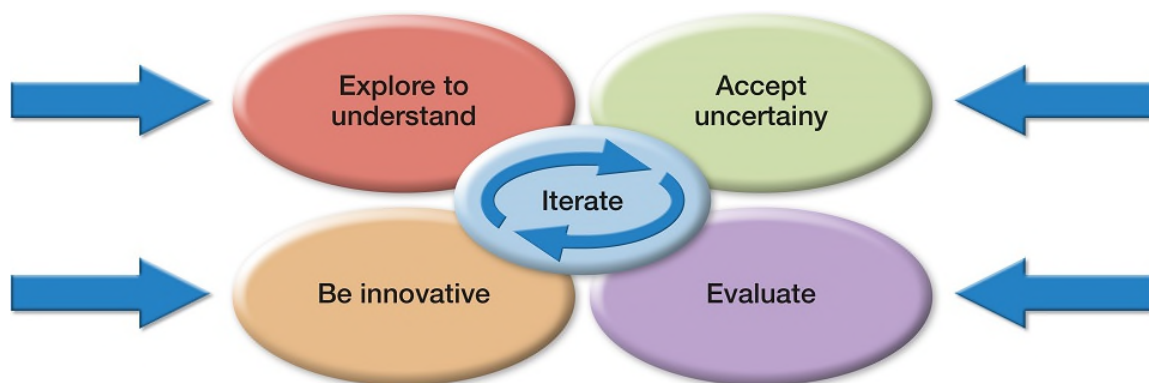 Explore to
understand
Accept
uncertainy
Iterate
Be innovative
Evaluate